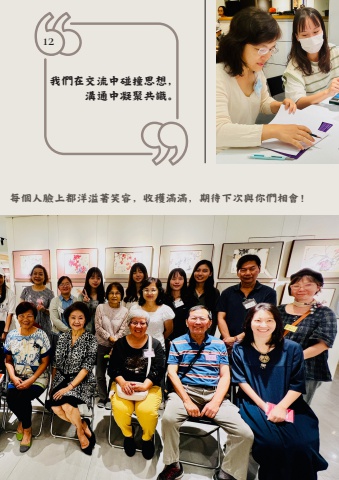 12
我們在交流中碰撞思想，
溝通中凝聚共識。
每個人臉上都洋溢著笑容，收穫滿滿，期待下次與你們相會！